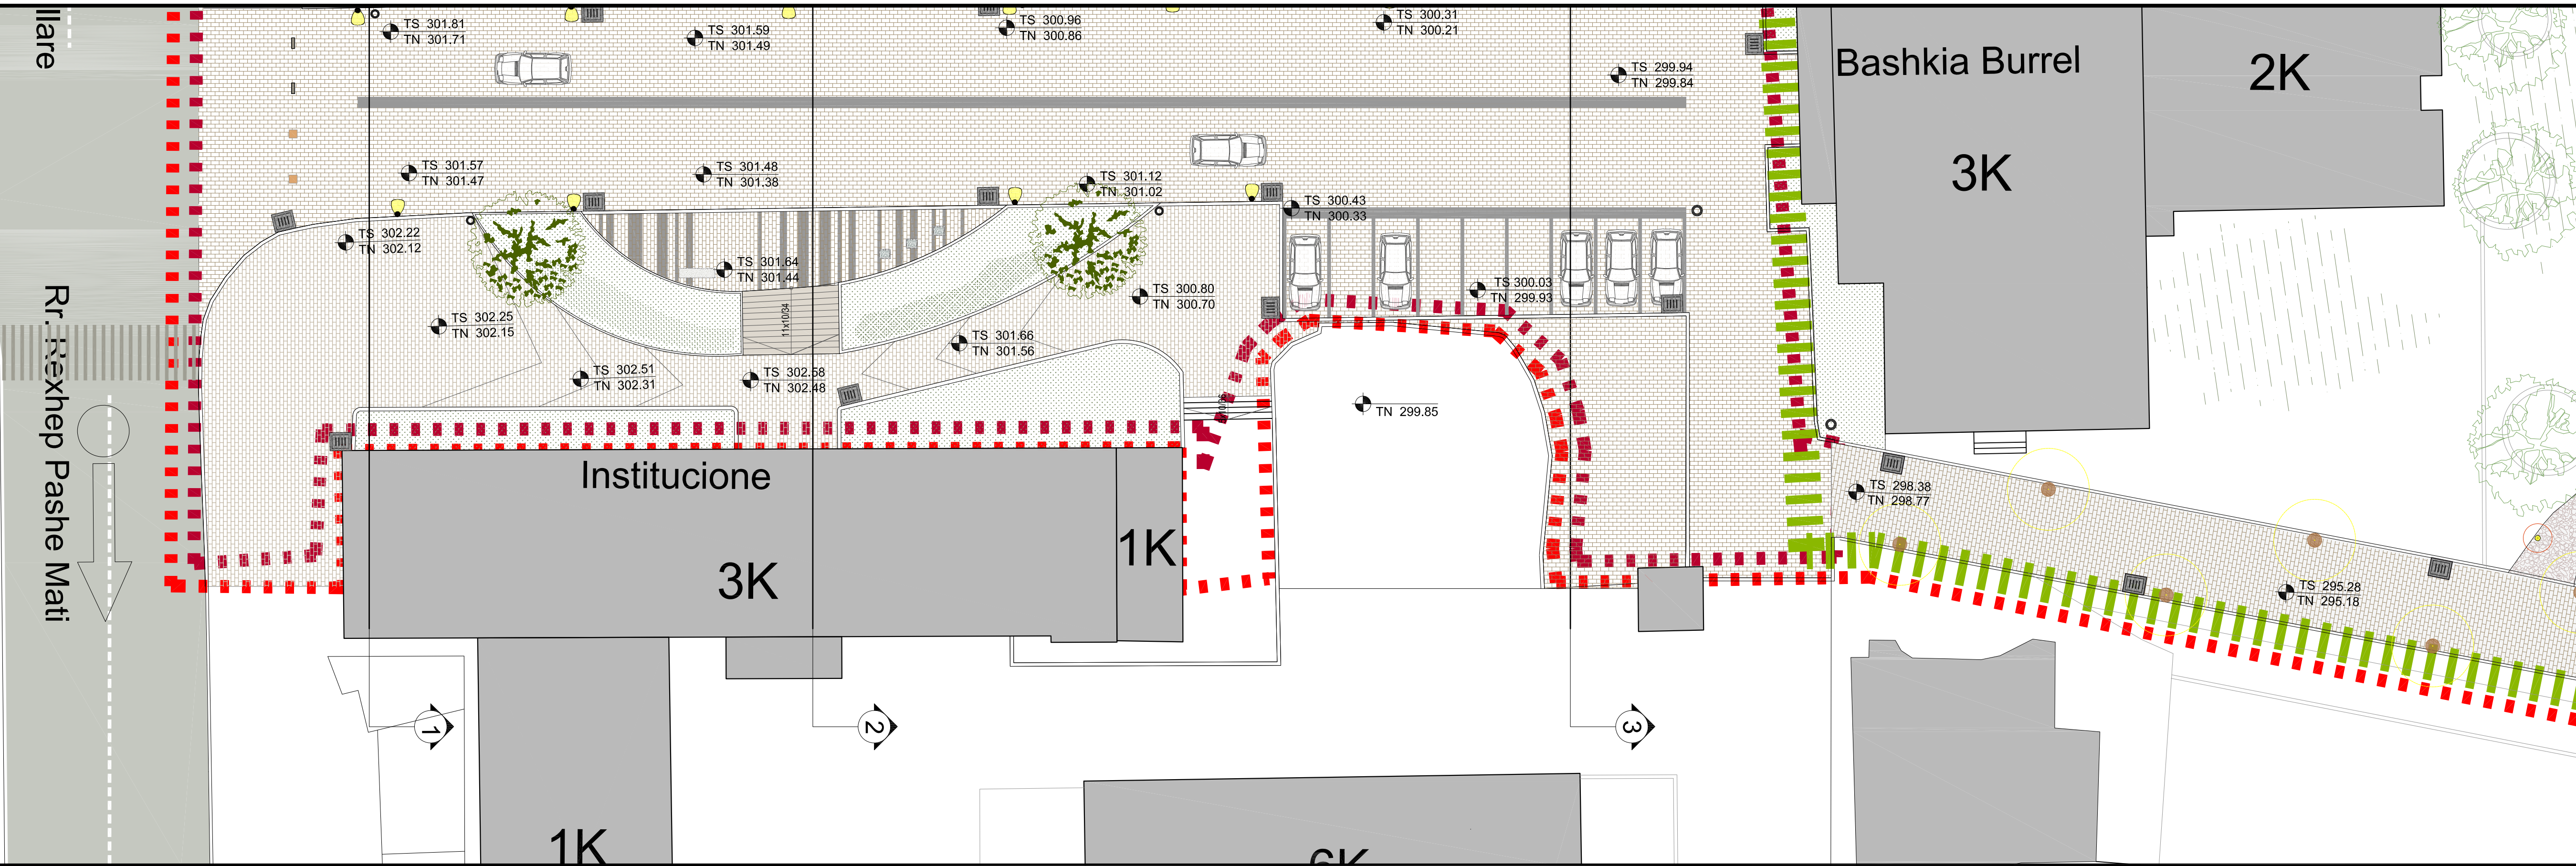 llare
TS 301.81
TN 301.71
TS 301.59
TN 301.49
TS 300.96
TN 300.86
TS 300.31
TN 300.21
TS 299.94
TN 299.84
Bashkia Burrel
2K
3K
TS 301.57
TN 301.47
TS 301.48
TN 301.38
TS 301.12
TN 301.02
TS 300.43
TN 300.33
TS 302.22
TN 302.12
TS 301.64
TN 301.44
TS 300.80
TN 300.70
TS 300.03
TN 299.93
11x10/34
TS 302.25
TN 302.15
TS 301.66
TN 301.56
TS 302.51
TN 302.31
TS 302.58
TN 302.48
TN 299.85
Rr. Rexhep Pashe Mati
Institucione
3K
1K
TS 298.38
TN 298.77
TS 295.28
TN 295.18
1
2
3
1K
6K